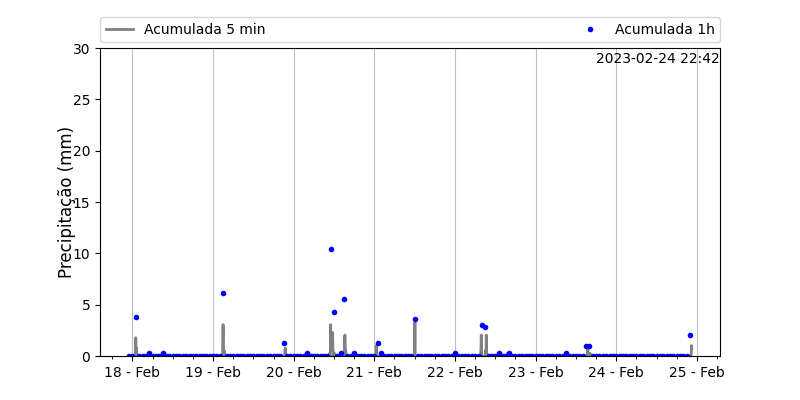 Acumulada 5 min
Acumulada 1h
2023-02-24 22:42
Precipitação (mm)
30
25
20
15
10
5
0
18 - Feb 19 - Feb 20 - Feb 21 - Feb 22 - Feb 23 - Feb 24 - Feb 25 - Feb